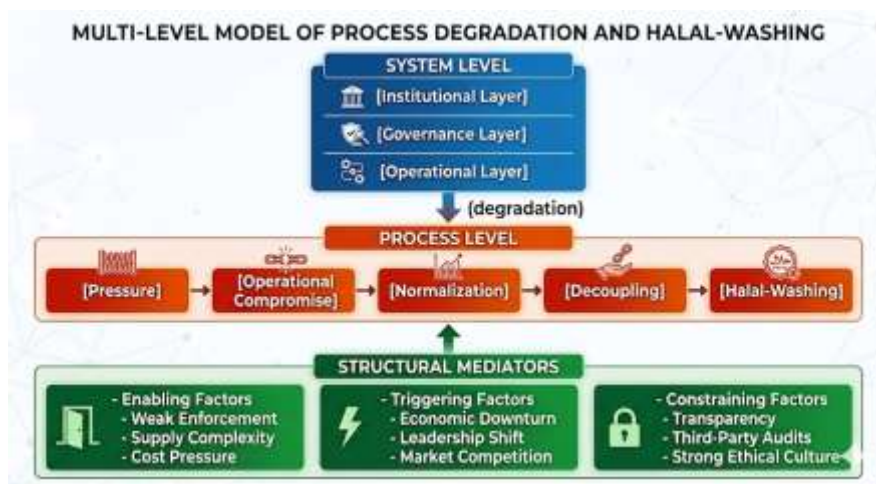 MULTI-LEVEL MODEL OF PROCESS DEGRADATION AND HALAL-WASHING
SYSTEM LEVEL
[Institutional Layer]
[Governance Layer]
[Operational Layer]
(degradation)
PROCESS LEVEL
[Pressure]
[Operational
Compromise]
[Normalization]
[Decoupling]
[Halal-Washing]
STRUCTURAL MEDIATORS
- Enabling Factors
- Weak Enforcement
- Supply Complexity
- Cost Pressure
- Triggering Factors
- Economic Downturn
- Leadership Shift
- Market Competition
- Constraining Factors
- Transparency
- Third-Party Audits
- Strong Ethical Culture